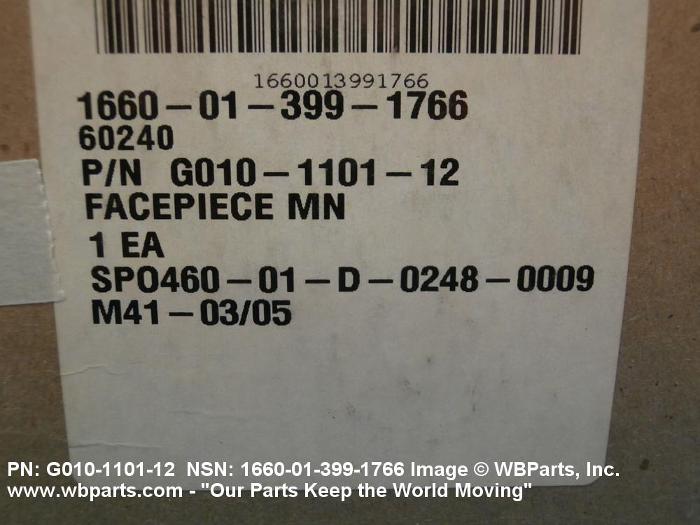 1660013991766
1660-01-399-1766
60240
P/N G010-1101-12
FACEPIECE MN
1 EA
SPO460-01-D-0248-0009
M41-03/05
PN: G010-1101-12 NSN: 1660-01-399-1766 Image © WBParts, Inc.
www.wbparts.com - "Our Parts Keep the World Moving"